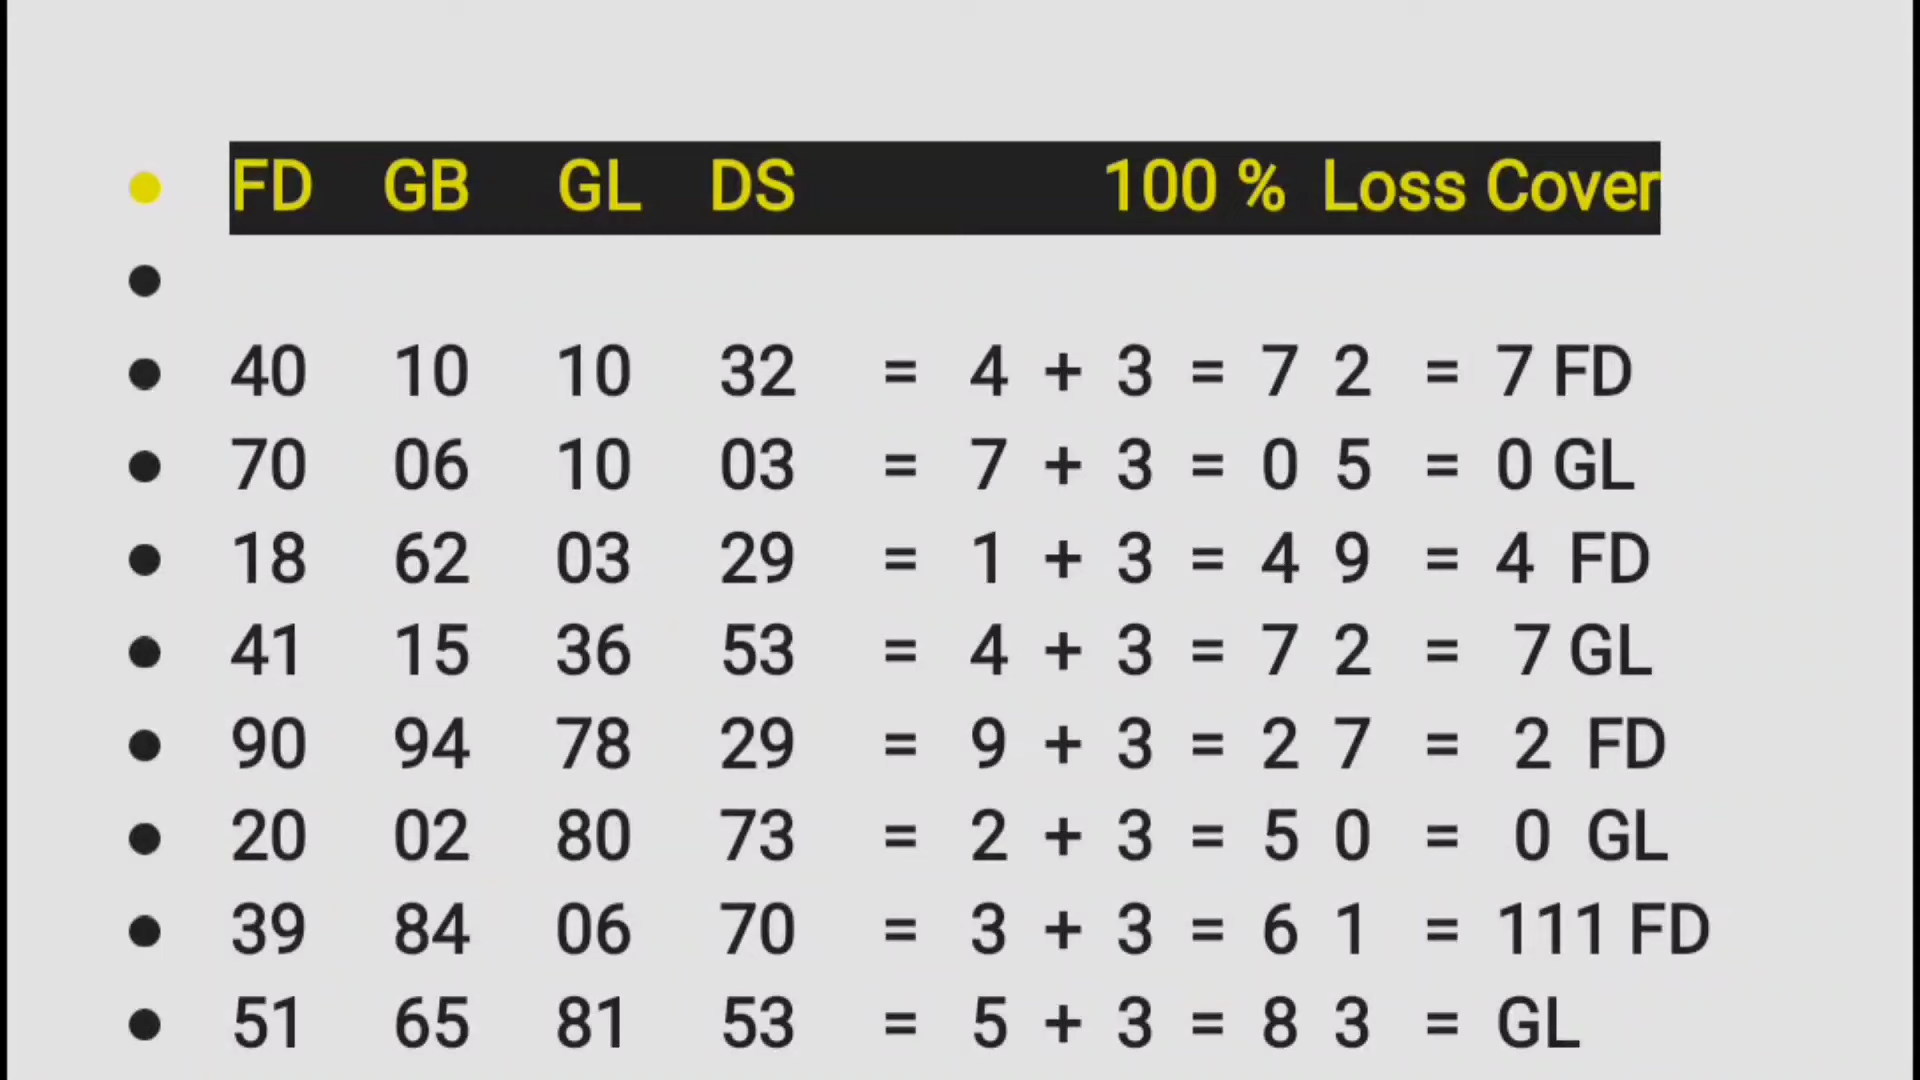 FD GB GL DS 100 % Loss Cover
40 10 10 32 = 4 + 3 = 7 2 = 7 FD
70 06 10 03 = 7 + 3 = 0 5 = 0 GL
18 62 03 29 = 1 + 3 = 4 9 = 4 FD
41 15 36 53 = 4 + 3 = 7 2 = 7 GL
90 94 78 29 = 9 + 3 = 2 7 = 2 FD
20 02 80 73 = 2 + 3 = 5 0 = 0 GL
39 84 06 70 = 3 + 3 = 6 1 = 111 FD
51 65 81 53 = 5 + 3 = 8 3 = GL